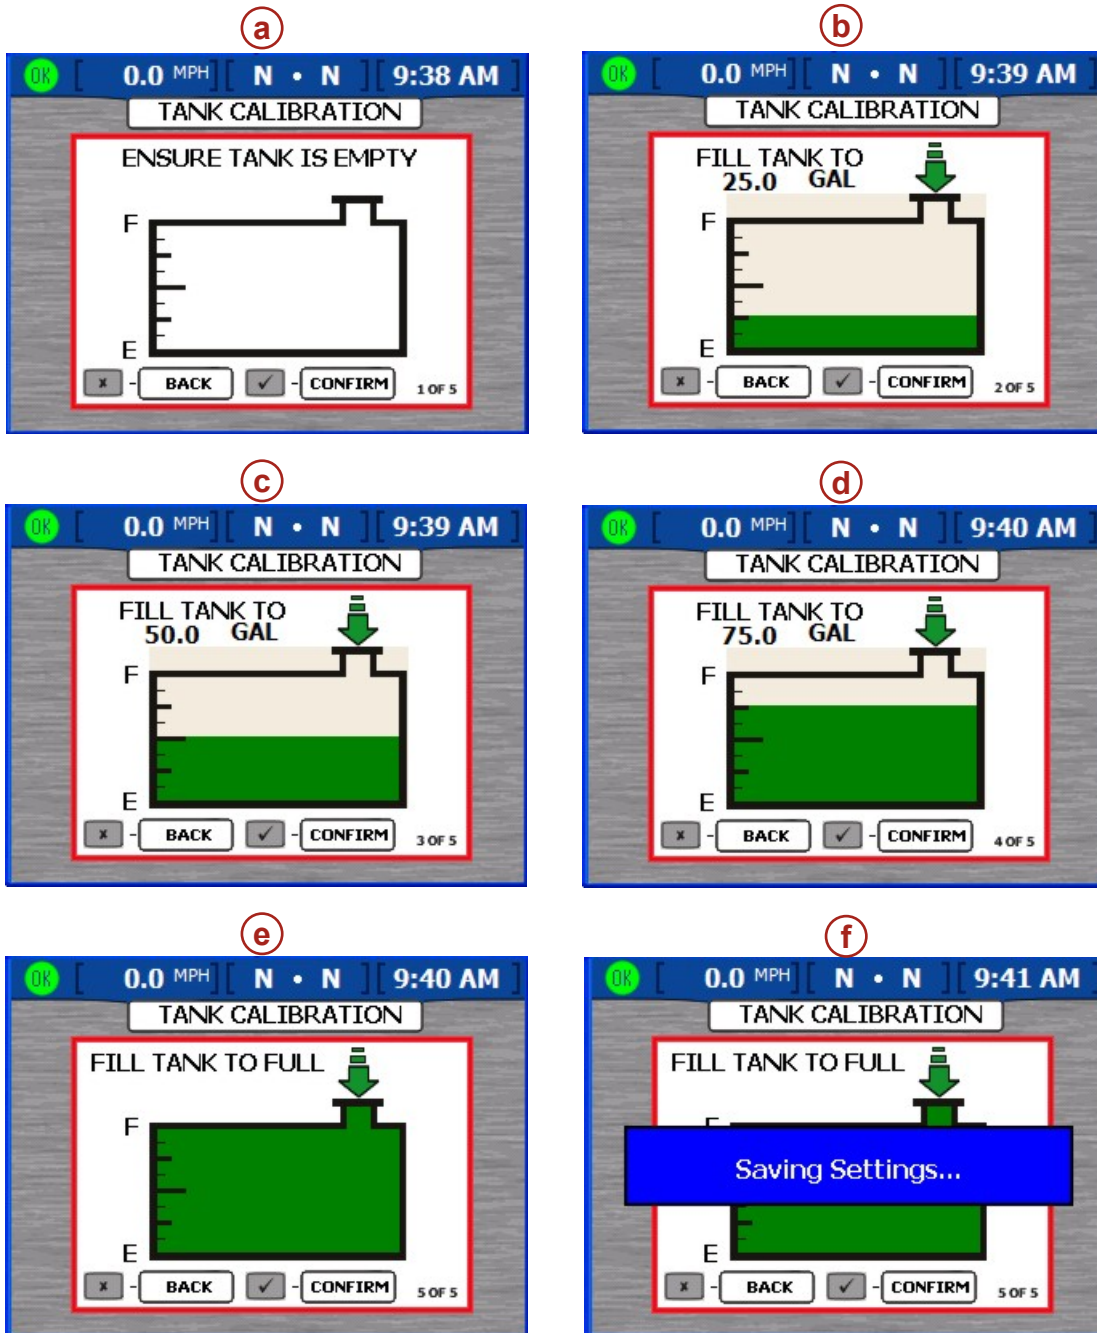 a
OK 0.0 MPH N • N 9:38 AM
TANK CALIBRATION
ENSURE TANK IS EMPTY
F
E
x - BACK ✓ - CONFIRM 1 OF 5
b
OK 0.0 MPH N • N 9:39 AM
TANK CALIBRATION
FILL TANK TO
25.0 GAL
F
E
x - BACK ✓ - CONFIRM 2 OF 5
c
OK 0.0 MPH N • N 9:39 AM
TANK CALIBRATION
FILL TANK TO
50.0 GAL
F
E
x - BACK ✓ - CONFIRM 3 OF 5
d
OK 0.0 MPH N • N 9:40 AM
TANK CALIBRATION
FILL TANK TO
75.0 GAL
F
E
x - BACK ✓ - CONFIRM 4 OF 5
e
OK 0.0 MPH N • N 9:40 AM
TANK CALIBRATION
FILL TANK TO FULL
F
E
x - BACK ✓ - CONFIRM 5 OF 5
f
OK 0.0 MPH N • N 9:41 AM
TANK CALIBRATION
FILL TANK TO FULL
Saving Settings...
E
x - BACK ✓ - CONFIRM 5 OF 5